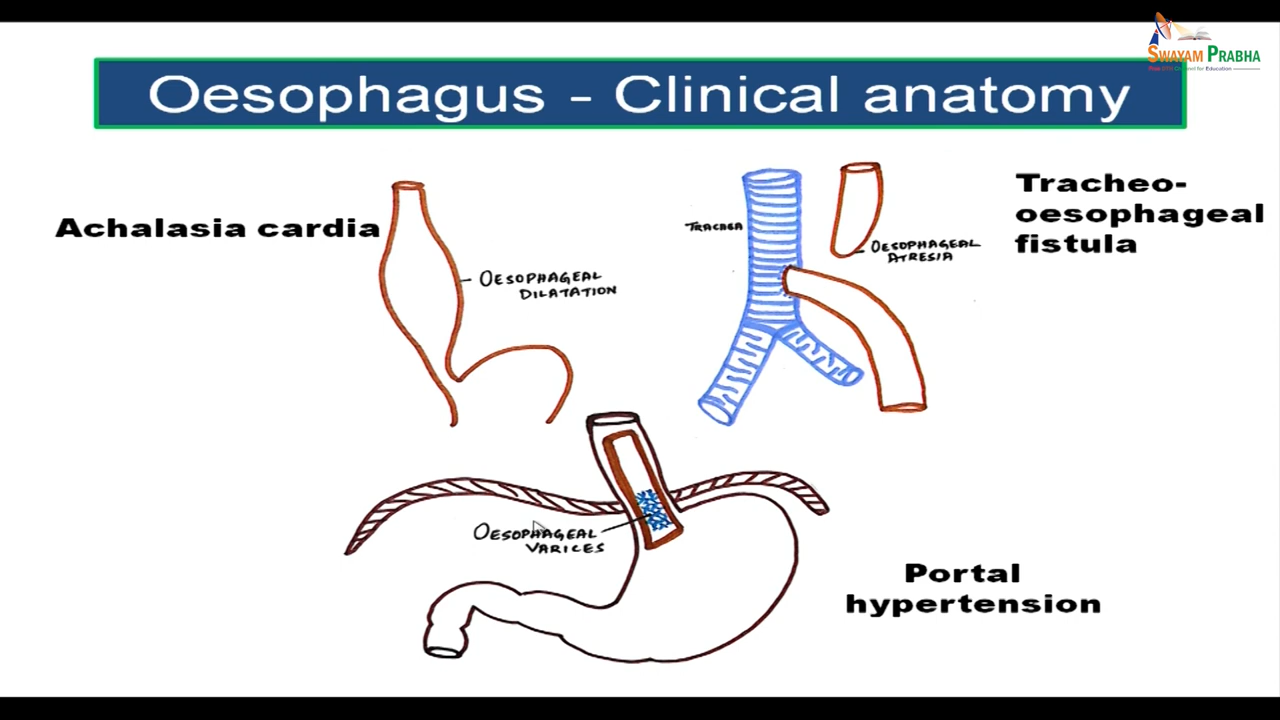 SWAYAM PRABHA
Oesophagus - Clinical anatomy
Achalasia cardia
OESOPHAGEAL
DILATATION
TRACHEA
OESOPHAGEAL
ATRESIA
Tracheo-
oesophageal
fistula
OESOPHAGEAL
VARICES
Portal
hypertension